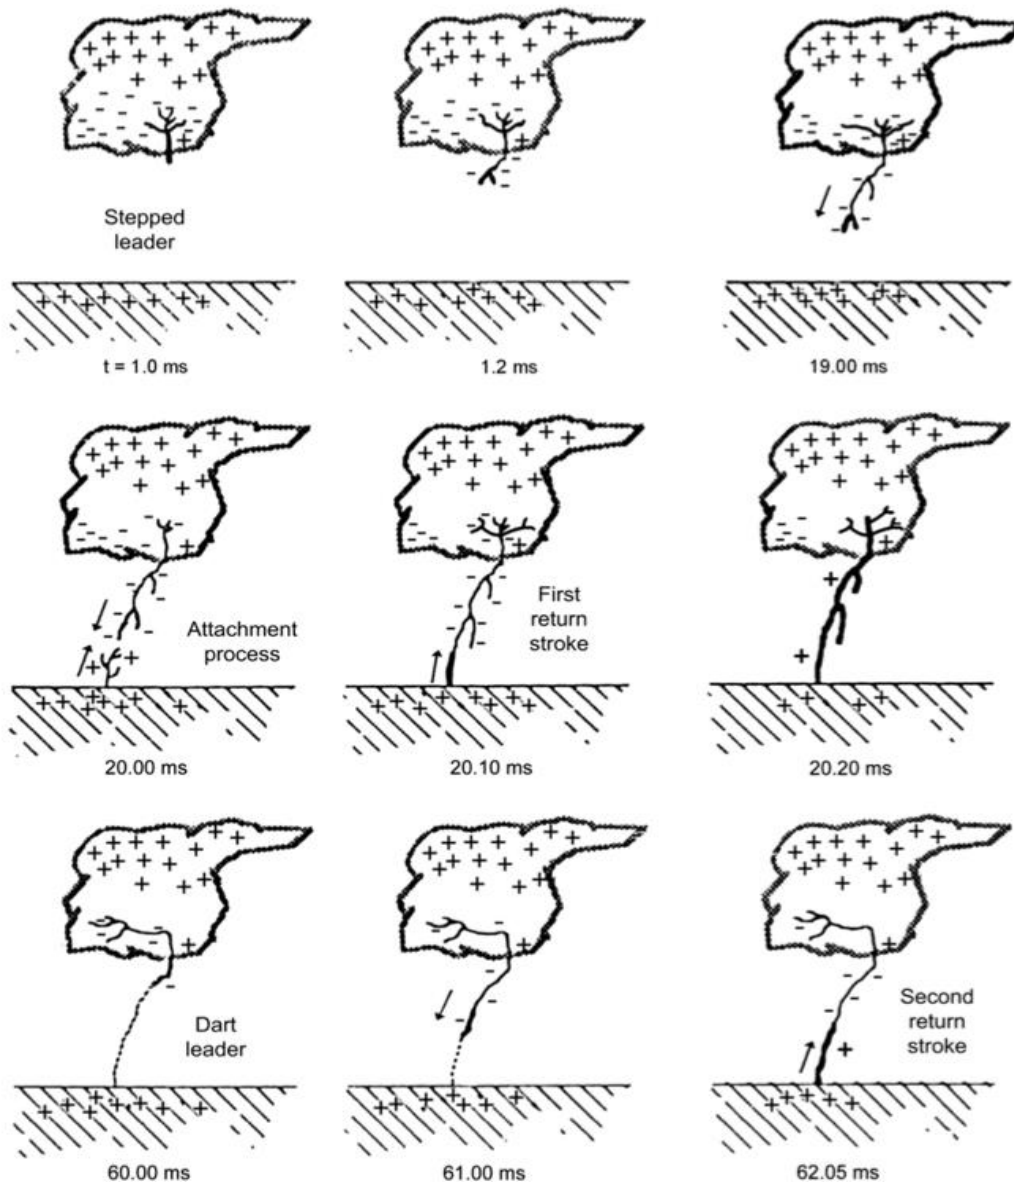 Stepped
leader
t = 1.0 ms
1.2 ms
19.00 ms
Attachment
process
First
return
stroke
20.00 ms
20.10 ms
20.20 ms
Dart
leader
Second
return
stroke
60.00 ms
61.00 ms
62.05 ms